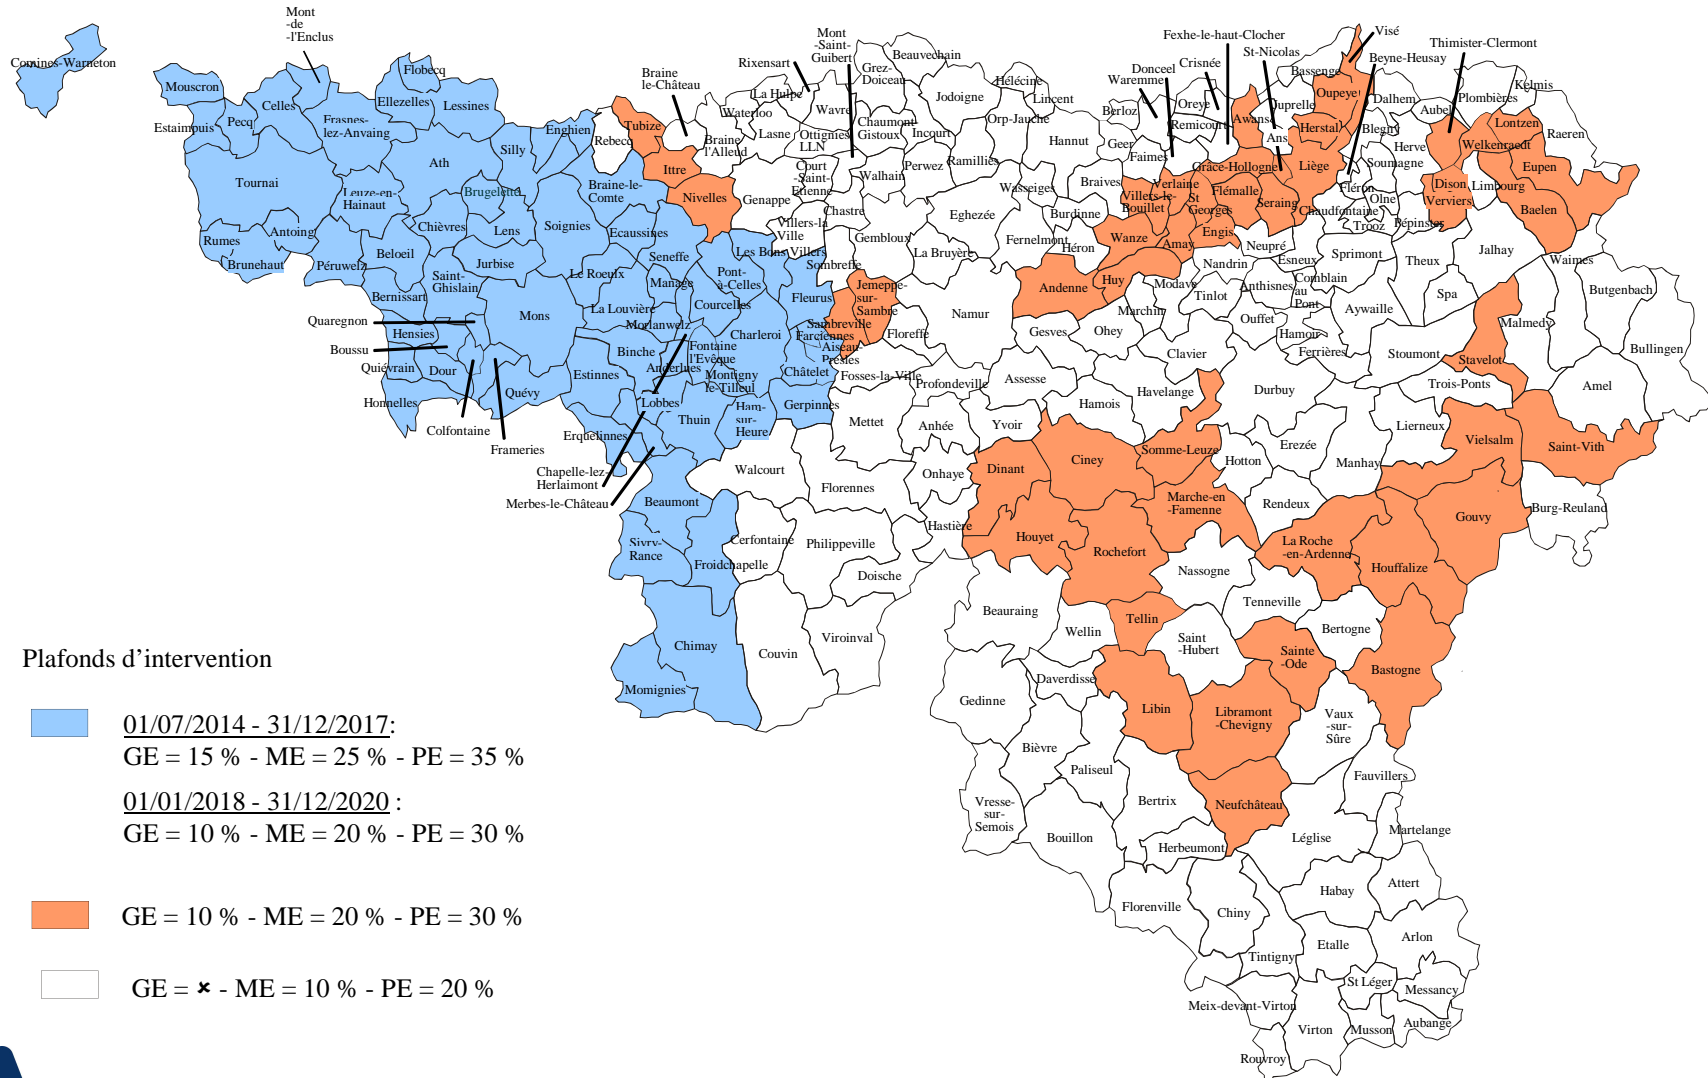 Mont
-de
-l'Enclus
Comines-Warneton
Mouscron
Flobecq
Celles
Ellezelles
Lessines
Pecq
Estaimpuis
Frasnes-
lez-Anvaing
Enghien
Silly
Ath
Tournai
Leuze-en-
Hainaut
Brugelette
Braine-le-
Comte
Chièvres
Lens
Soignies
Ecaussines
Antoing
Rumes
Brunehaut
Péruwelz
Beloeil
Jurbise
Saint-
Ghislain
Bernissart
Le Roeulx
Seneffe
Manage
Les Bons Villers
Pont-
à-Celles
Courcelles
Fleurus
La Louvière
Morlanwelz
Mons
Charleroi
Farciennes
Aiseau-
Presles
Quaregnon
Hensies
Boussu
Quiévrain
Dour
Honnelles
Colfontaine
Frameries
Quévy
Estinnes
Binche
Anderlues
Fontaine
l'Evêque
Montigny
-le-Tilleul
Châtelet
Gerpinnes
Ham-
sur-
Heure
Lobbes
Thuin
Erquelinnes
Chapelle-lez-
Herlaimont
Merbes-le-Château
Beaumont
Sivry-
Rance
Froidchapelle
Chimay
Momignies
Tubize
Rebecq
Ittre
Nivelles
Braine
le-Château
Braine
l'Alleud
Waterloo
La Hulpe
Rixensart
Lasne
Wavre
Ottignies
LLN
Mont
-Saint-
Guibert
Grez-
Doiceau
Beauvechain
Chaumont
Gistoux
Jodoigne
Hélécine
Orp-Jauche
Incourt
Perwez
Ramillies
Walhain
Court
-Saint-
Etienne
Genappe
Villers-la
Ville
Chastre
Lincent
Hannut
Wasseiges
Braives
Burdinne
Héron
Geer
Berloz
Faimes
Waremme
Donceel
Oreye
Remicourt
Crisnée
Fexhe-le-haut-Clocher
St-Nicolas
Awans
Ans
Juprelle
Bassenge
Oupeye
Visé
Beyne-Heusay
Herstal
Liège
Grâce-Hollogne
Flémalle
Seraing
Verlaine
Villers-le-
Bouillet
St
Georges
Engis
Amay
Wanze
Huy
Dalhem
Blegny
Herve
Soumagne
Fléron
Olne
Trooz
Chaudfontaine
Pépinster
Aubel
Thimister-Clermont
Plombières
Kelmis
Lontzen
Welkenraedt
Raeren
Eupen
Limbourg
Baelen
Dison
Verviers
Jalhay
Theux
Spa
Sprimont
Esneux
Neupré
Nandrin
Comblain
au
Pont
Anthisnes
Tinlot
Modave
Marchin
Clavier
Ouffet
Hamoir
Ferrières
Aywaille
Stoumont
Stavelot
Malmedy
Waimes
Butgenbach
Bullingen
Amel
Trois-Ponts
Lierneux
Vielsalm
Saint-Vith
Burg-Reuland
Sombreffe
Gembloux
Eghezée
La Bruyère
Fernelmont
Andenne
Jemeppe-
sur-
Sambre
Sambreville
Floreffe
Namur
Gesves
Ohey
Fosses-la-Ville
Profondeville
Assesse
Mettet
Anhée
Yvoir
Hamois
Havelange
Walcourt
Florennes
Onhaye
Dinant
Ciney
Somme-Leuze
Hastière
Houyet
Rochefort
Cerfontaine
Philippeville
Doische
Couvin
Viroinval
Beauraing
Gedinne
Bièvre
Vresse-
sur-
Semois
Durbuy
Hotton
Erezée
Manhay
Rendeux
Marche-en
-Famenne
La Roche
-en-Ardenne
Gouvy
Houffalize
Nassogne
Tenneville
Bertogne
Bastogne
Tellin
Wellin
Saint
-Hubert
Sainte
-Ode
Daverdisse
Libin
Libramont
-Chevigny
Vaux
-sur-
Sûre
Fauvillers
Paliseul
Bertrix
Neufchâteau
Bouillon
Herbeumont
Léglise
Martelange
Florenville
Chiny
Habay
Attert
Arlon
Etalle
Tintigny
St Léger
Messancy
Meix-devant-Virton
Virton
Musson
Aubange
Rouvroy
Plafonds d’intervention
01/07/2014 - 31/12/2017:
GE = 15 % - ME = 25 % - PE = 35 %
01/01/2018 - 31/12/2020 :
GE = 10 % - ME = 20 % - PE = 30 %
GE = 10 % - ME = 20 % - PE = 30 %
GE = × - ME = 10 % - PE = 20 %